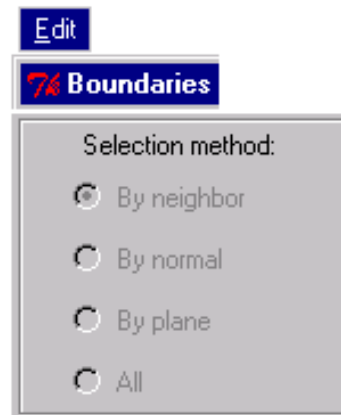 Edit
Boundaries
Selection method:
By neighbor
By normal
By plane
All